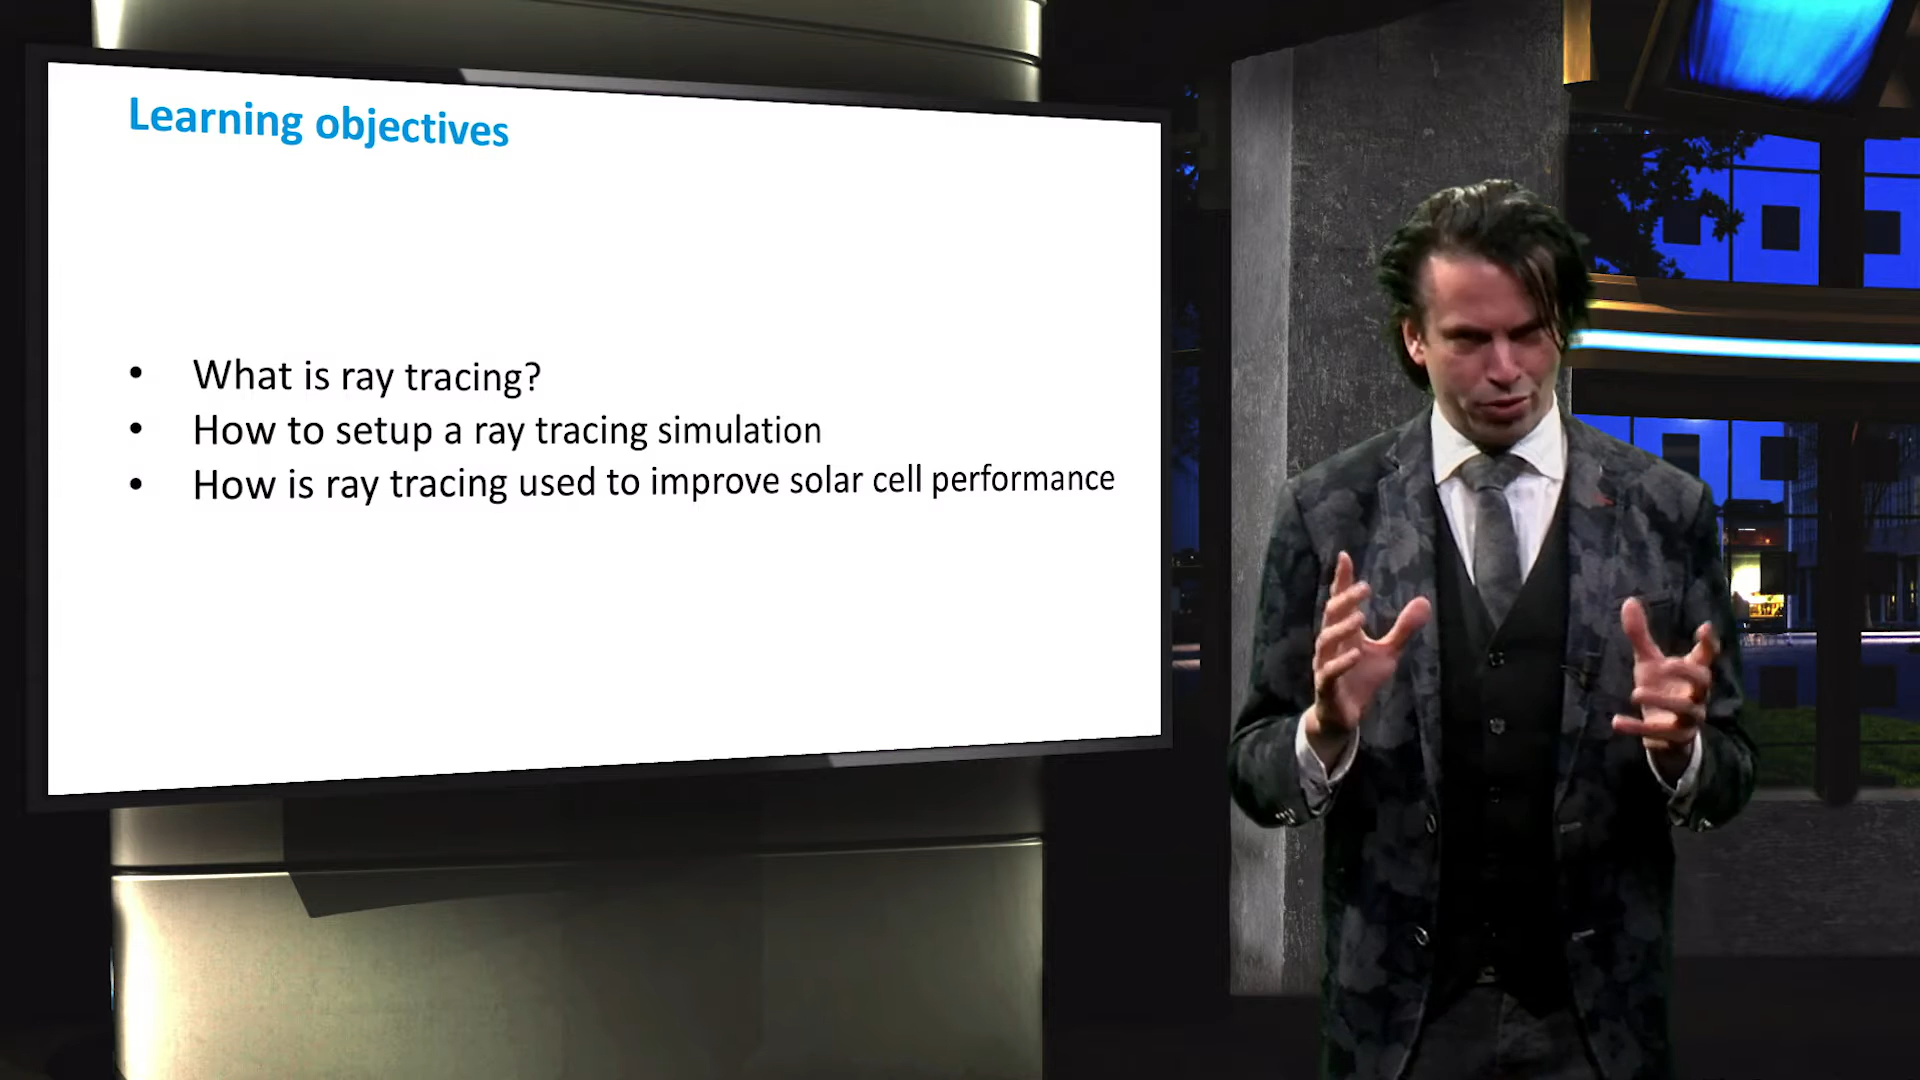 Learning objectives
• What is ray tracing?
• How to setup a ray tracing simulation
• How is ray tracing used to improve solar cell performance